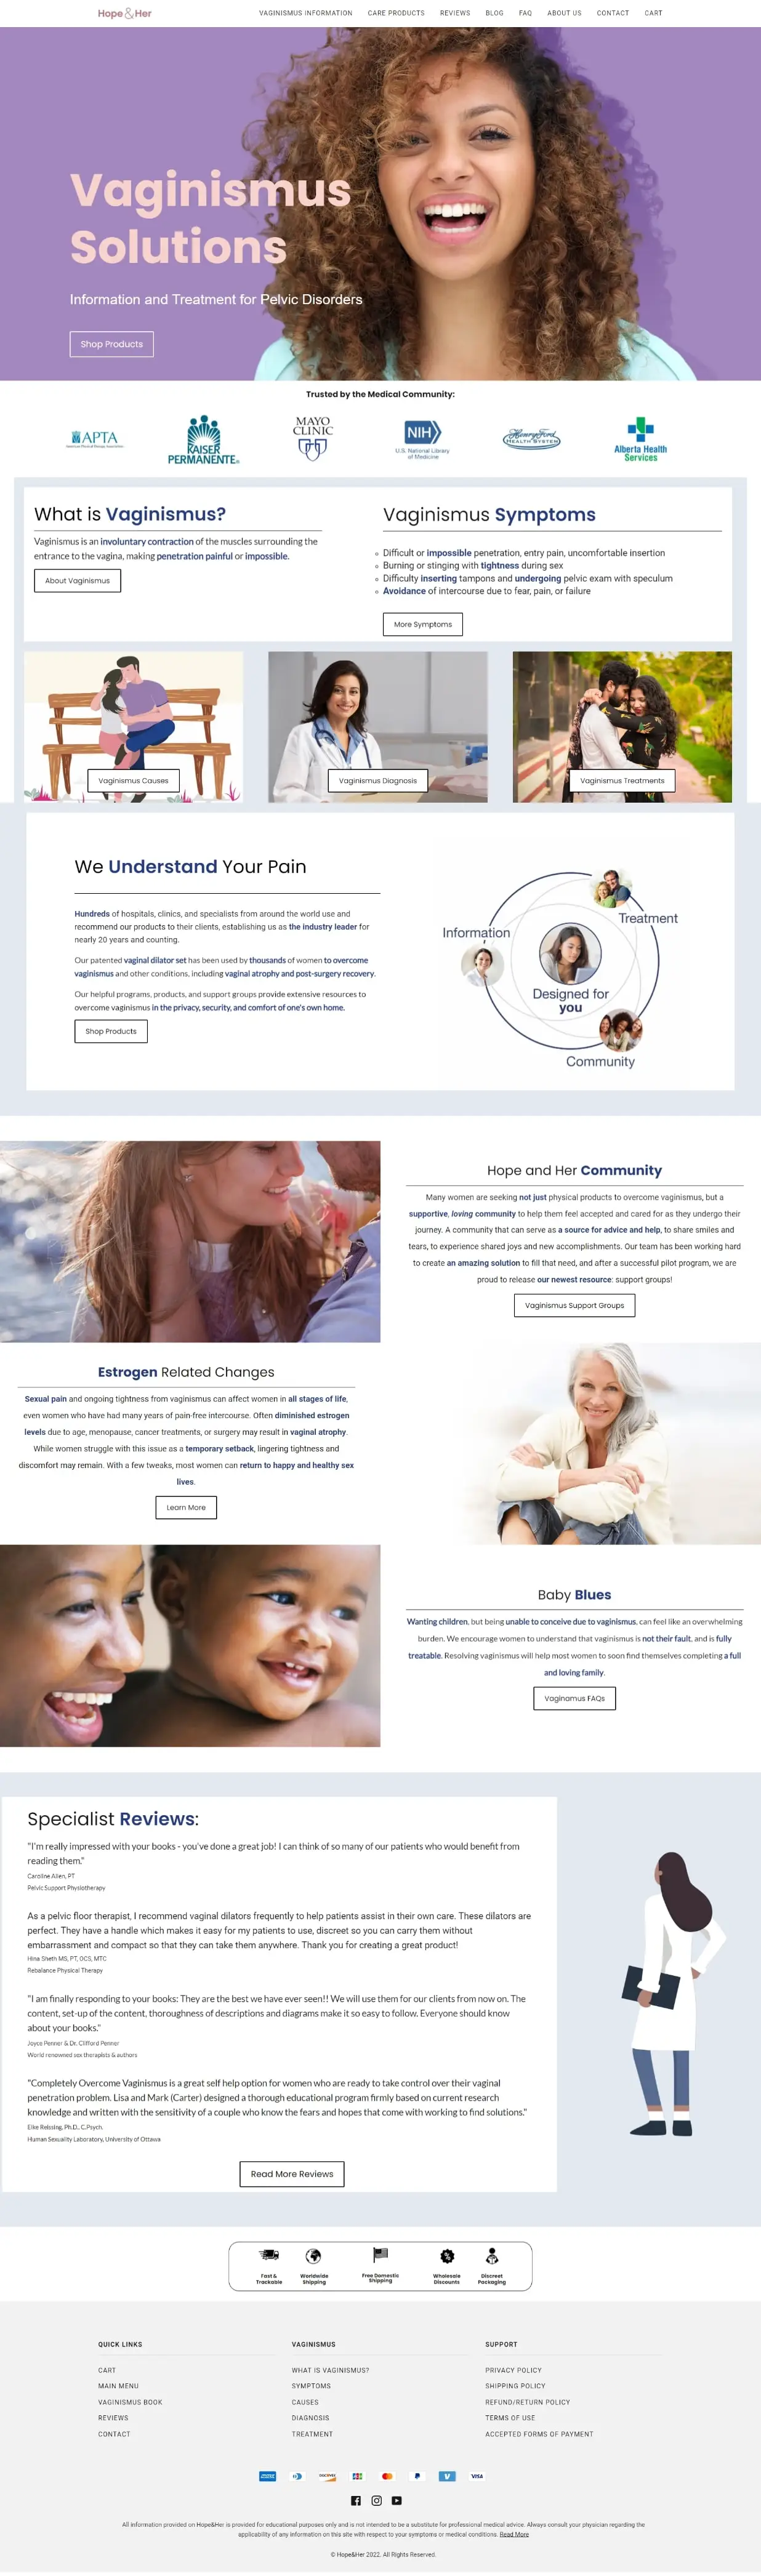 Hope&Her
VAGINISMUS INFORMATION CARE PRODUCTS REVIEWS BLOG FAQ ABOUT US CONTACT CART
Vaginismus
Solutions
Information and Treatment for Pelvic Disorders
Shop Products
Trusted by the Medical Community:
APTA
American Physical Therapy Association
KAISER
PERMANENTE®
MAYO
CLINIC
NIH
U.S. National Library
of Medicine
Henry Ford
HEALTH SYSTEM
Alberta Health
Services
What is Vaginismus?
Vaginismus is an involuntary contraction of the muscles surrounding the
entrance to the vagina, making penetration painful or impossible.
About Vaginismus
Vaginismus Symptoms
Difficult or impossible penetration, entry pain, uncomfortable insertion
Burning or stinging with tightness during sex
Difficulty inserting tampons and undergoing pelvic exam with speculum
Avoidance of intercourse due to fear, pain, or failure
More Symptoms
Vaginismus Causes
Vaginismus Diagnosis
Vaginismus Treatments
We Understand Your Pain
Hundreds of hospitals, clinics, and specialists from around the world use and
recommend our products to their clients, establishing us as the industry leader for
nearly 20 years and counting.
Our patented vaginal dilator set has been used by thousands of women to overcome
vaginismus and other conditions, including vaginal atrophy and post-surgery recovery.
Our helpful programs, products, and support groups provide extensive resources to
overcome vaginismus in the privacy, security, and comfort of one's own home.
Shop Products
Treatment
Information
Designed for
you
Community
Hope and Her Community
Many women are seeking not just physical products to overcome vaginismus, but a
supportive, loving community to help them feel accepted and cared for as they undergo their
journey. A community that can serve as a source for advice and help, to share smiles and
tears, to experience shared joys and new accomplishments. Our team has been working hard
to create an amazing solution to fill that need, and after a successful pilot program, we are
proud to release our newest resource: support groups!
Vaginismus Support Groups
Estrogen Related Changes
Sexual pain and ongoing tightness from vaginismus can affect women in all stages of life,
even women who have had many years of pain-free intercourse. Often diminished estrogen
levels due to age, menopause, cancer treatments, or surgery may result in vaginal atrophy.
While women struggle with this issue as a temporary setback, lingering tightness and
discomfort may remain. With a few tweaks, most women can return to happy and healthy sex
lives.
Learn More
Baby Blues
Wanting children, but being unable to conceive due to vaginismus, can feel like an overwhelming
burden. We encourage women to understand that vaginismus is not their fault, and is fully
treatable. Resolving vaginismus will help most women to soon find themselves completing a full
and loving family.
Vaginamus FAQs
Specialist Reviews:
"I'm really impressed with your books - you've done a great job! I can think of so many of our patients who would benefit from
reading them."
Caroline Allen, PT
Pelvic Support Physiotherapy
As a pelvic floor therapist, I recommend vaginal dilators frequently to help patients assist in their own care. These dilators are
perfect. They have a handle which makes it easy for my patients to use, discreet so you can carry them without
embarrassment and compact so that they can take them anywhere. Thank you for creating a great product!
Hina Sheth MS, PT, OCS, MTC
Rebalance Physical Therapy
"I am finally responding to your books: They are the best we have ever seen!! We will use them for our clients from now on. The
content, set-up of the content, thoroughness of descriptions and diagrams make it so easy to follow. Everyone should know
about your books."
Joyce Penner & Dr. Clifford Penner
World renowned sex therapists & authors
"Completely Overcome Vaginismus is a great self help option for women who are ready to take control over their vaginal
penetration problem. Lisa and Mark (Carter) designed a thorough educational program firmly based on current research
knowledge and written with the sensitivity of a couple who know the fears and hopes that come with working to find solutions."
Elke Reissing, Ph.D., C.Psych.
Human Sexuality Laboratory, University of Ottawa
Read More Reviews
Fast &
Trackable
Worldwide
Shipping
Free Domestic
Shipping
Wholesale
Discounts
Discreet
Packaging
QUICK LINKS
CART
MAIN MENU
VAGINISMUS BOOK
REVIEWS
CONTACT
VAGINISMUS
WHAT IS VAGINISMUS?
SYMPTOMS
CAUSES
DIAGNOSIS
TREATMENT
SUPPORT
PRIVACY POLICY
SHIPPING POLICY
REFUND/RETURN POLICY
TERMS OF USE
ACCEPTED FORMS OF PAYMENT
DISCOVER JCB VISA
All information provided on Hope&Her is provided for educational purposes only and is not intended to be a substitute for professional medical advice. Always consult your physician regarding the
applicability of any information on this site with respect to your symptoms or medical conditions. Read More
© Hope&Her 2022. All Rights Reserved.